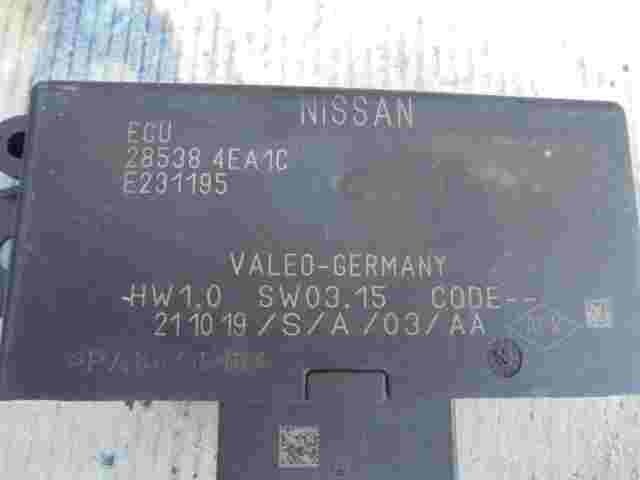 NISSAN
ECU
28538 4EA1C
E231195
VALEO-GERMANY
HW1.0 SW03.15 CODE--
211019/S/A/03/AA